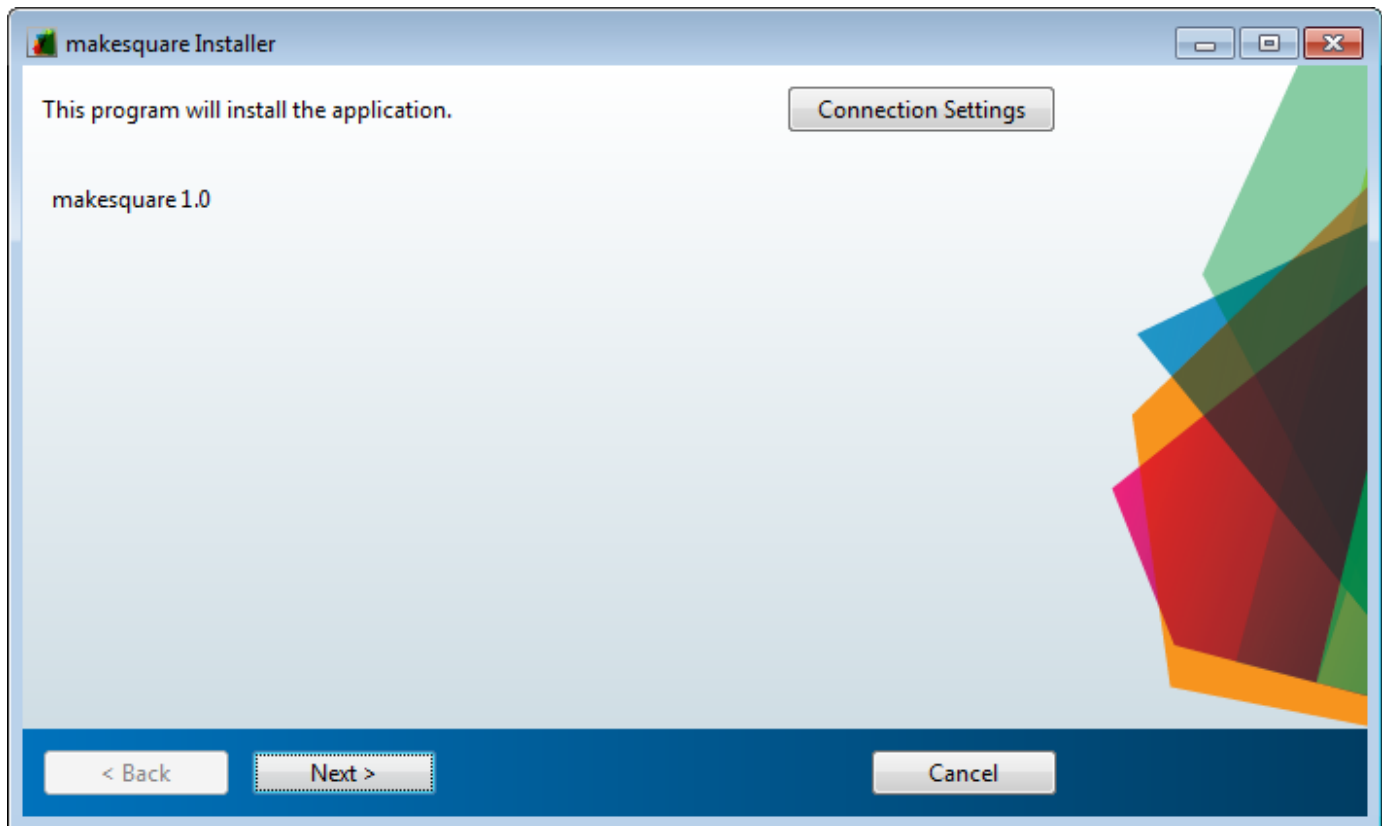 makesquare Installer
This program will install the application.
Connection Settings
makesquare 1.0
< Back
Next >
Cancel